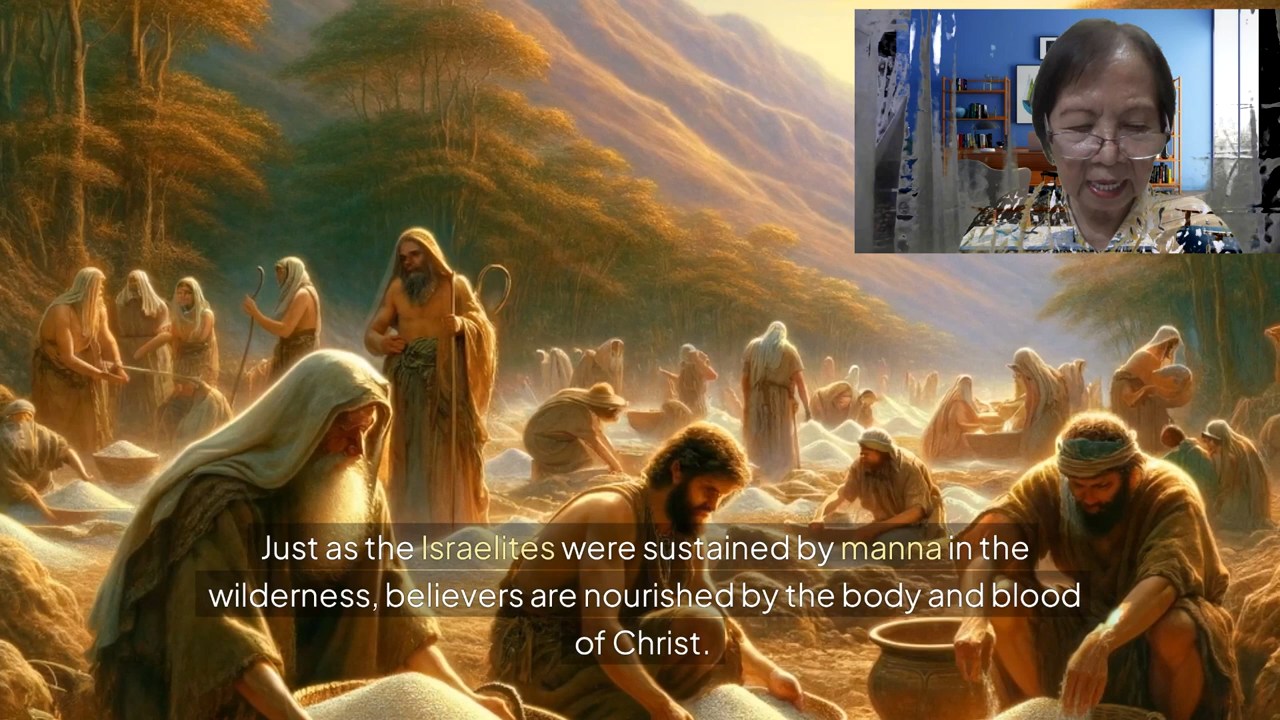 Just as the Israelites were sustained by manna in the
wilderness, believers are nourished by the body and blood
of Christ.